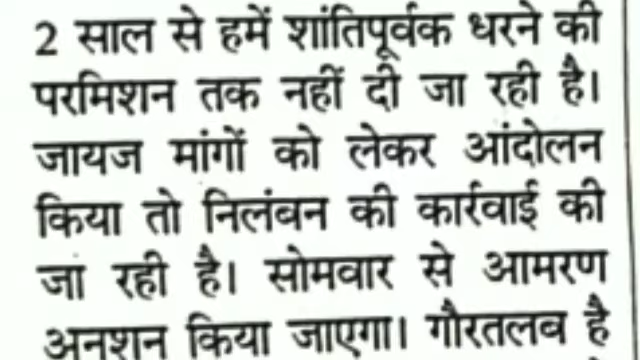 2 साल से हमें शांतिपूर्वक धरने की
परमिशन तक नहीं दी जा रही है।
जायज मांगों को लेकर आंदोलन
किया तो निलंबन की कार्रवाई की
जा रही है। सोमवार से आमरण
अनशन किया जाएगा। गौरतलब है